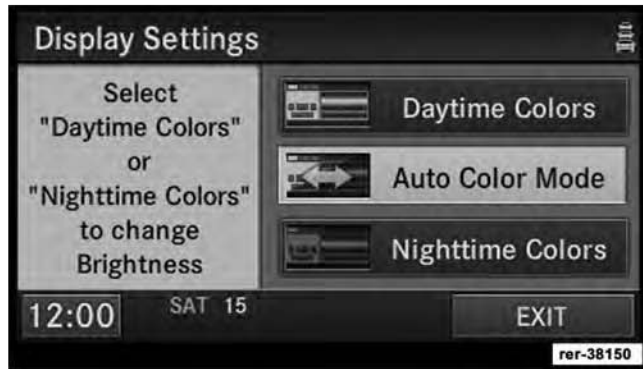 Display Settings
Select
"Daytime Colors"
or
"Nighttime Colors"
to change
Brightness
Daytime Colors
Auto Color Mode
Nighttime Colors
12:00
SAT 15
EXIT
rer-38150